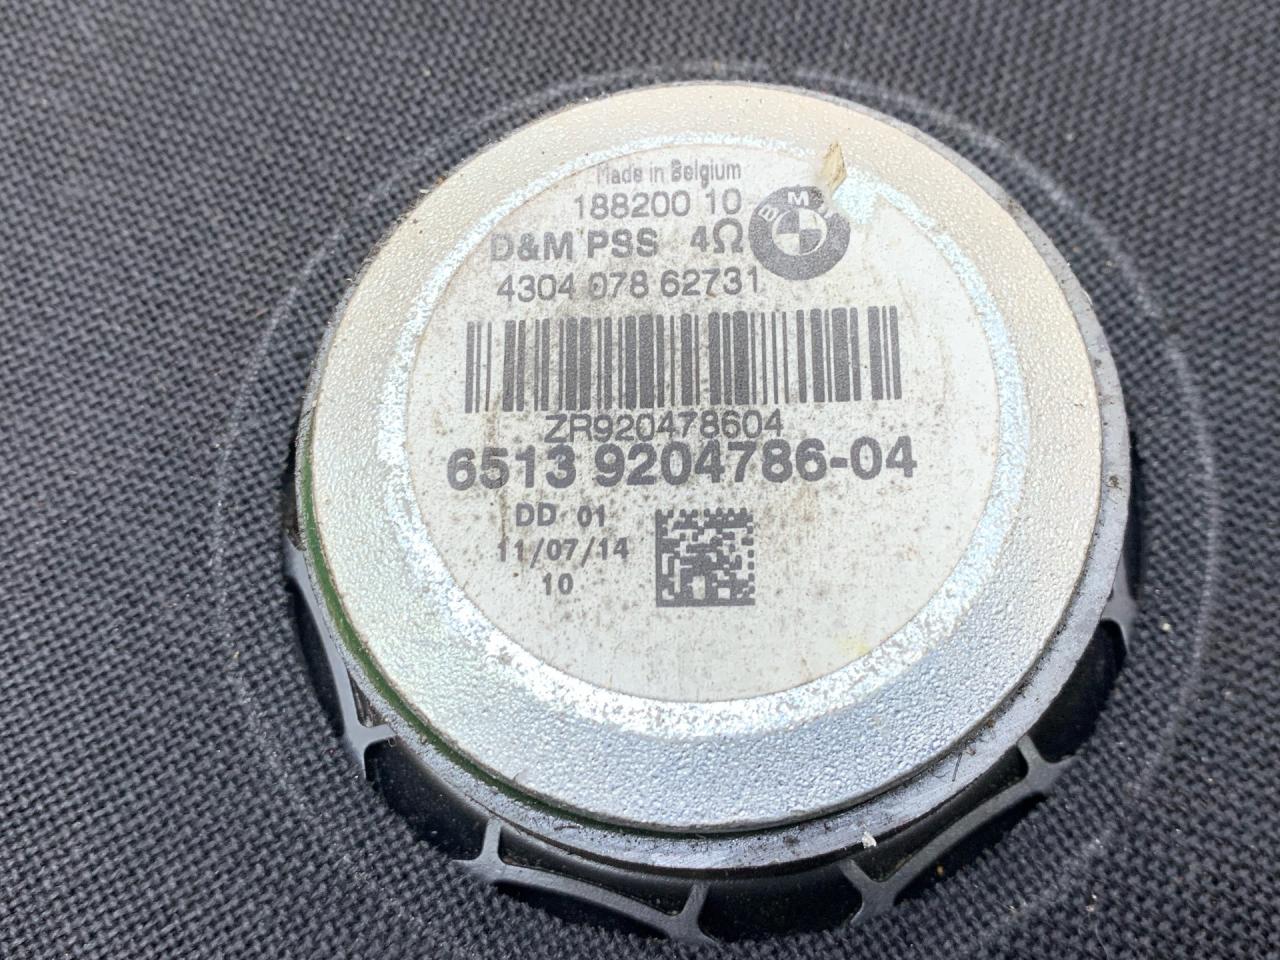 Made in Belgium
188200 10
BMW
D&M PSS 4Ω
4304 078 62731
ZR920478604
6513 9204786-04
DD 01
11/07/14
10